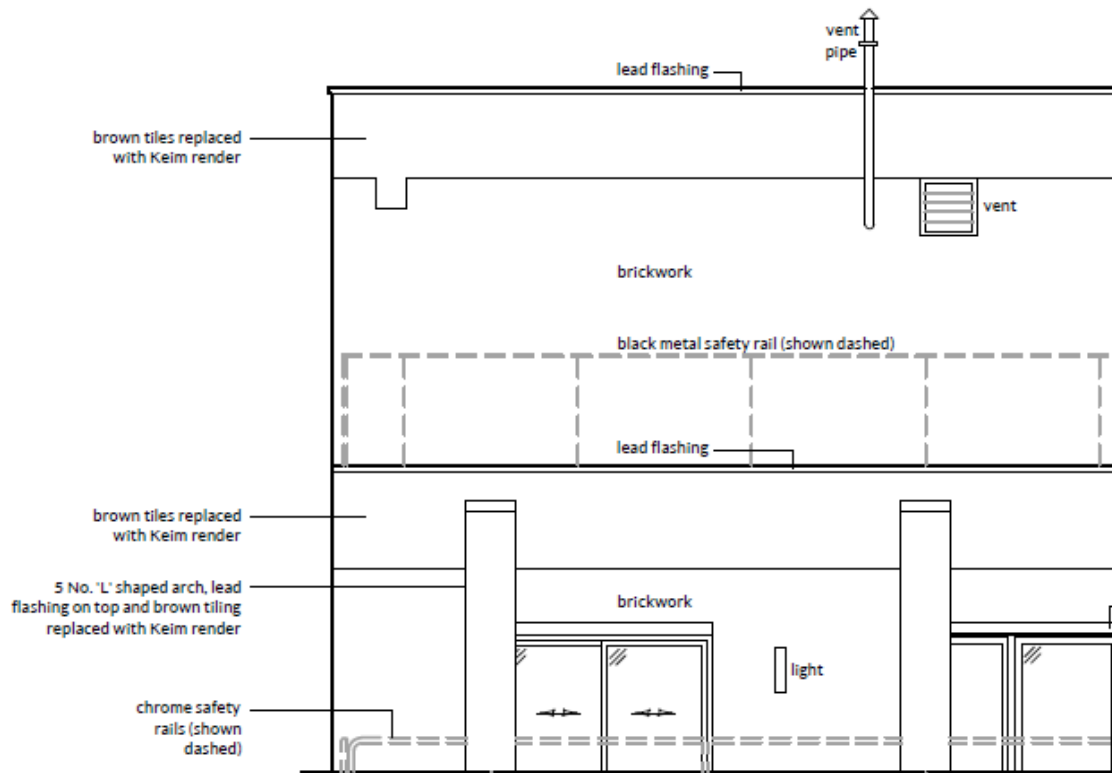 vent
pipe
lead flashing
brown tiles replaced
with Keim render
vent
brickwork
black metal safety rail (shown dashed)
lead flashing
brown tiles replaced
with Keim render
5 No. 'L' shaped arch, lead
flashing on top and brown tiling
replaced with Keim render
brickwork
light
chrome safety
rails (shown
dashed)